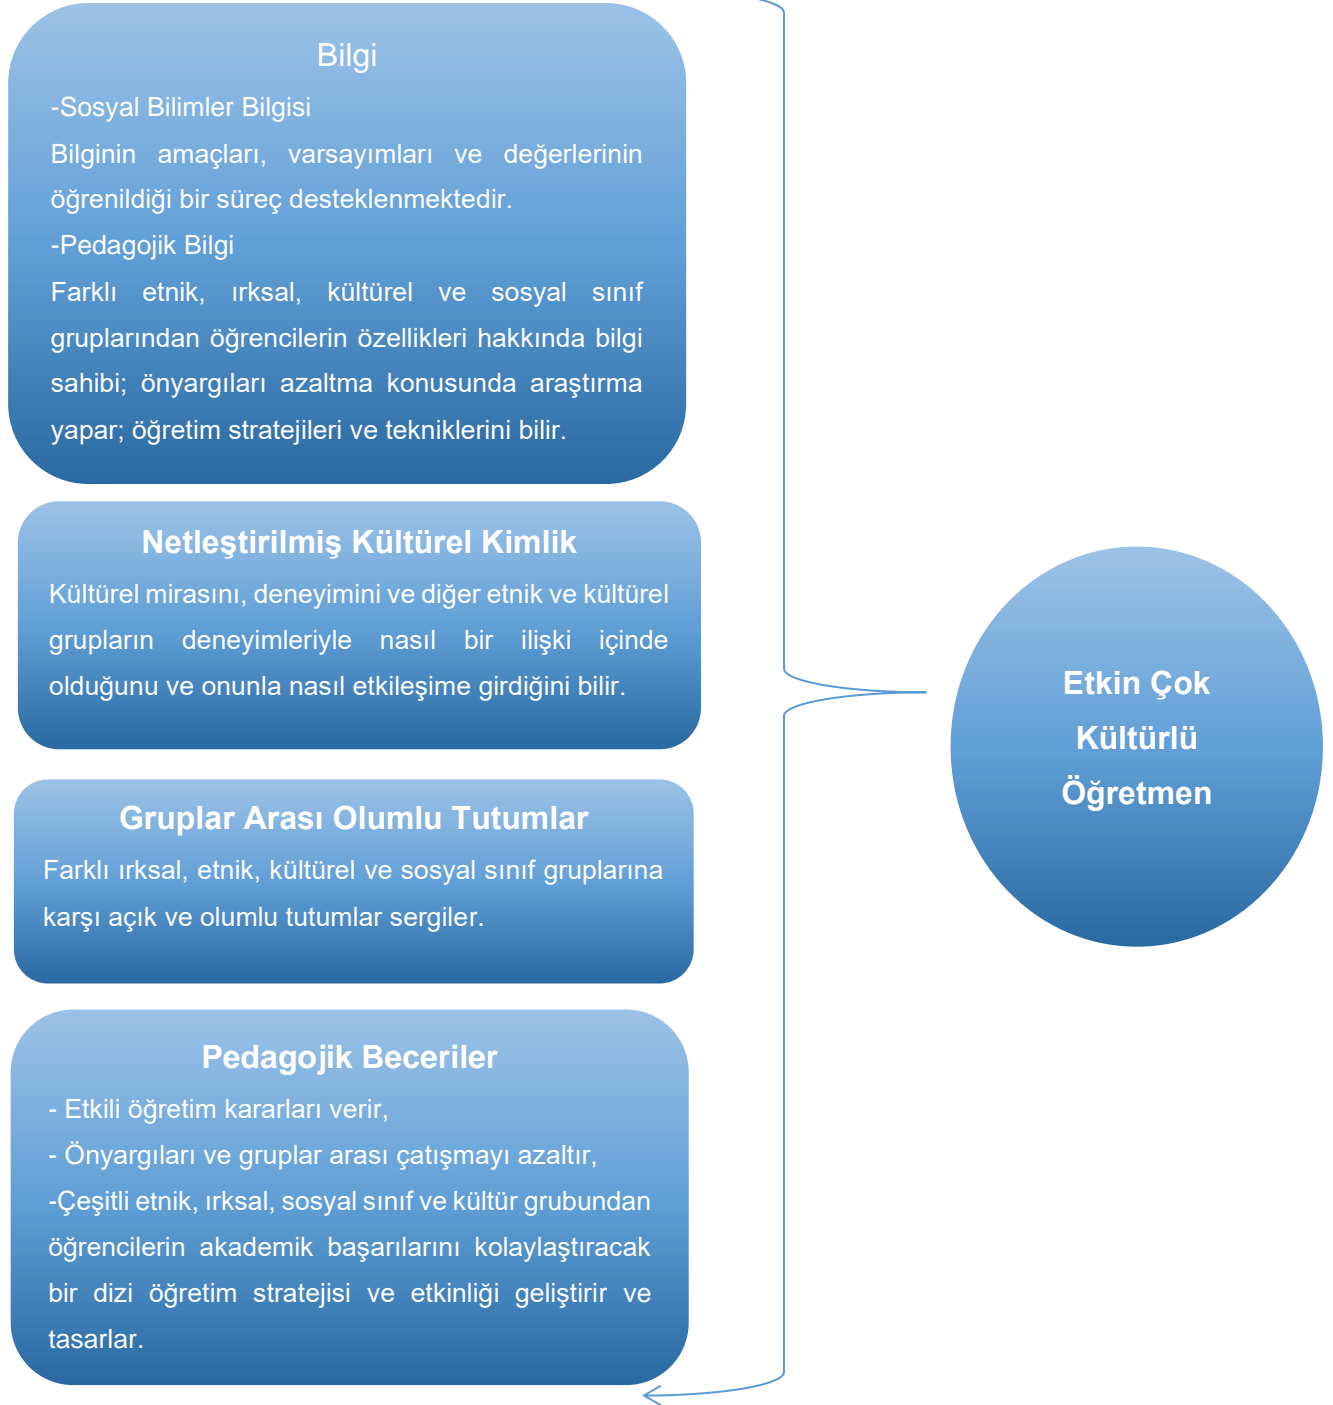 Bilgi
-Sosyal Bilimler Bilgisi
Bilginin amaçları, varsayımları ve değerlerinin
öğrenildiği bir süreç desteklenmektedir.
-Pedagojik Bilgi
Farklı etnik, ırksal, kültürel ve sosyal sınıf
gruplarından öğrencilerin özellikleri hakkında bilgi
sahibi; önyargıları azaltma konusunda araştırma
yapar; öğretim stratejileri ve tekniklerini bilir.
Netleştirilmiş Kültürel Kimlik
Kültürel mirasını, deneyimini ve diğer etnik ve kültürel
grupların deneyimleriyle nasıl bir ilişki içinde
olduğunu ve onunla nasıl etkileşime girdiğini bilir.
Gruplar Arası Olumlu Tutumlar
Farklı ırksal, etnik, kültürel ve sosyal sınıf gruplarına
karşı açık ve olumlu tutumlar sergiler.
Pedagojik Beceriler
- Etkili öğretim kararları verir,
- Önyargıları ve gruplar arası çatışmayı azaltır,
-Çeşitli etnik, ırksal, sosyal sınıf ve kültür grubundan
öğrencilerin akademik başarılarını kolaylaştıracak
bir dizi öğretim stratejisi ve etkinliği geliştirir ve
tasarlar.
Etkin Çok
Kültürlü
Öğretmen